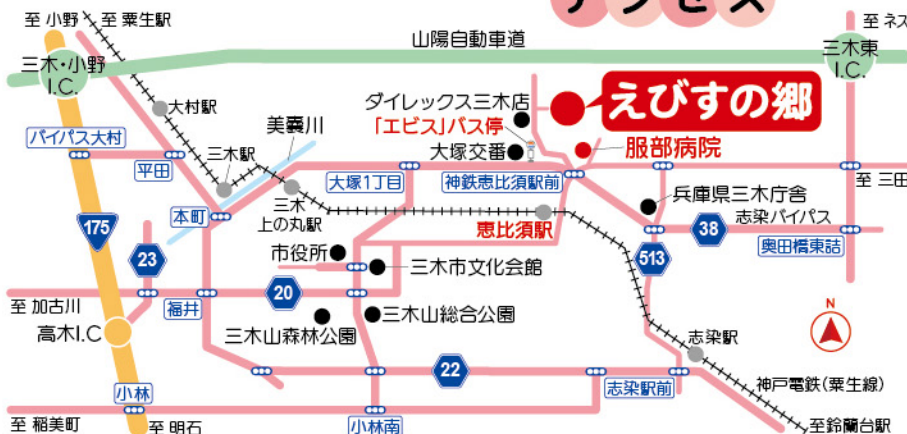 アクセス
至 小野
至 粟生駅
至 ネス
山陽自動車道
三木・小野
I.C.
三木東
I.C.
大村駅
ダイレックス三木店
えびすの郷
美嚢川
「エビス」バス停
バイパス大村
大塚交番
服部病院
三木駅
平田
大塚1丁目
神鉄恵比須駅前
至 三田
兵庫県三木庁舎
三木
上の丸駅
本町
恵比須駅
志染バイパス
175
38
23
市役所
513
奥田橋東詰
三木市文化会館
至 加古川
福井
20
高木I.C
三木山森林公園
三木山総合公園
N
志染駅
22
小林
志染駅前
神戸電鉄(粟生線)
至 稲美町
至 明石
小林南
至鈴蘭台駅